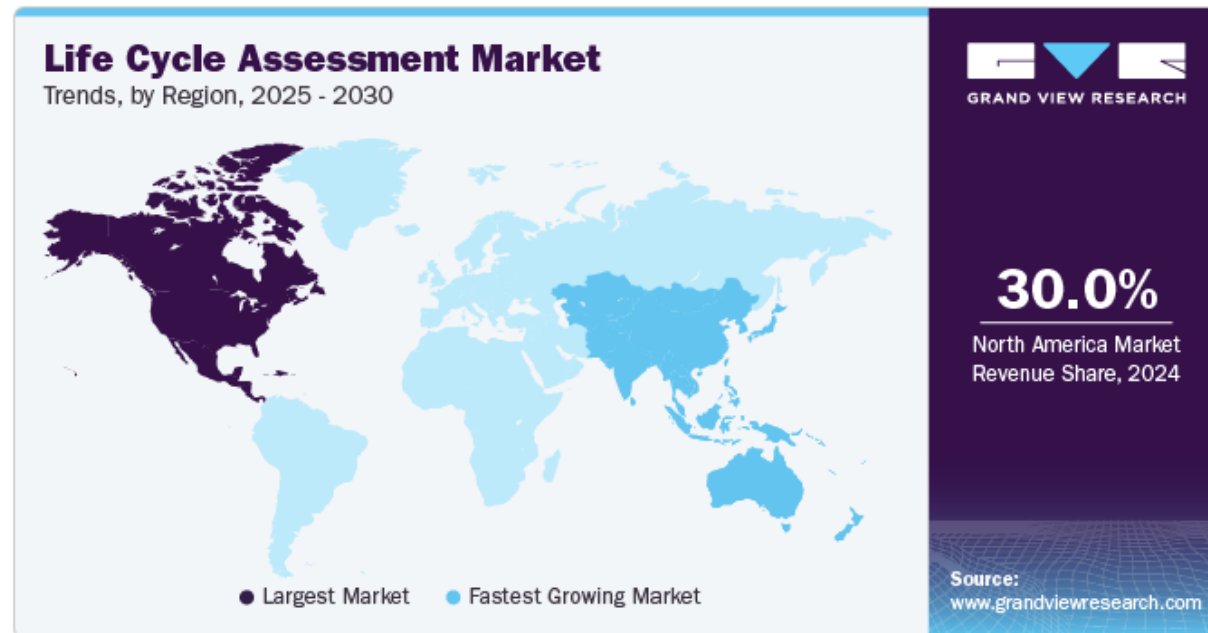 Life Cycle Assessment Market
Trends, by Region, 2025 - 2030
GRAND VIEW RESEARCH
30.0%
North America Market
Revenue Share, 2024
Largest Market
Fastest Growing Market
Source:
www.grandviewresearch.com